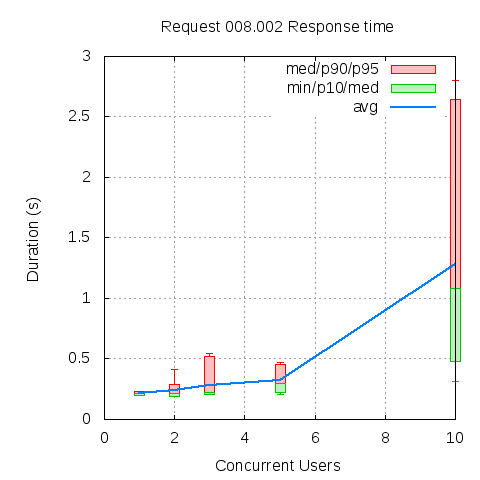 Request 008.002 Response time
med/p90/p95
min/p10/med
avg
3
2.5
2
1.5
1
0.5
0
Duration (s)
0 2 4 6 8 10
Concurrent Users